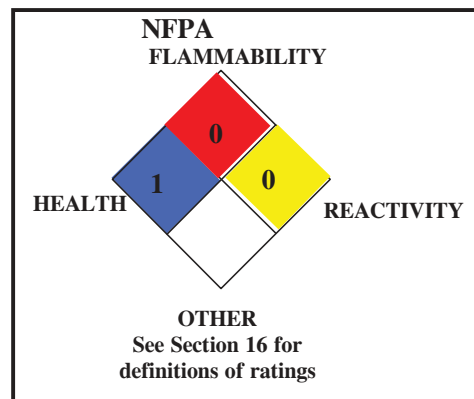 NFPA
FLAMMABILITY
0
1
0
HEALTH
REACTIVITY
OTHER
See Section 16 for
definitions of ratings